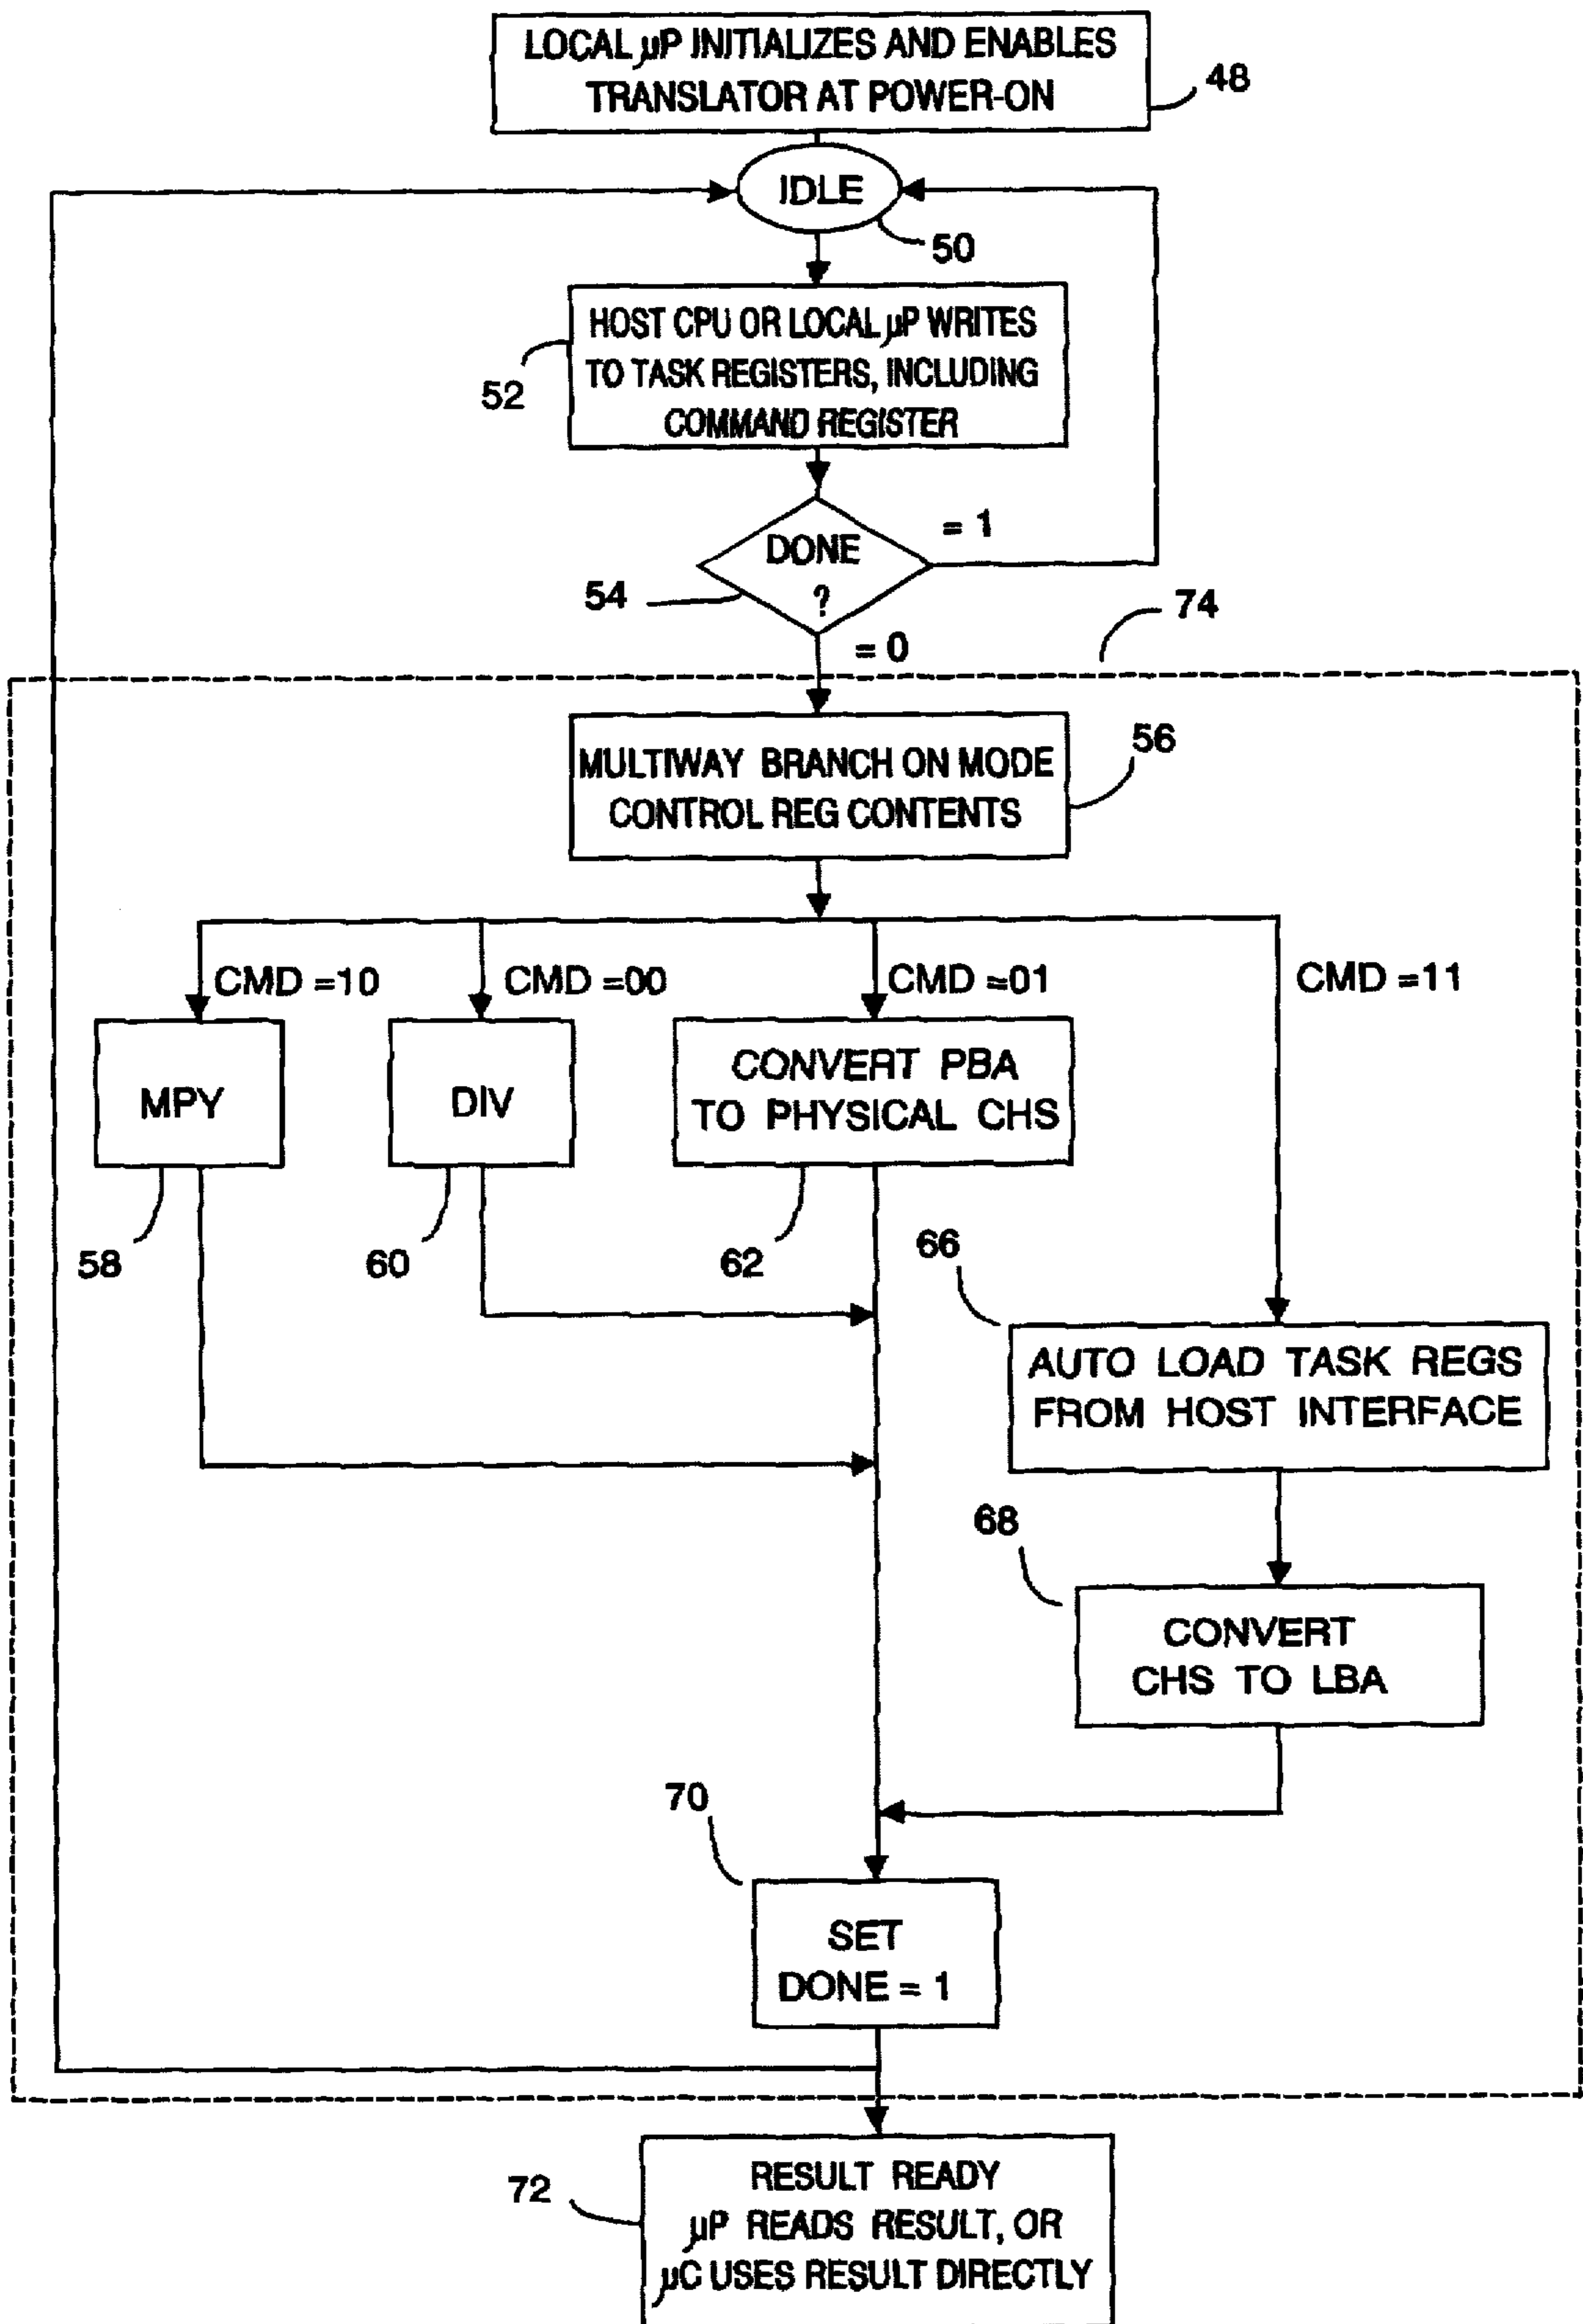 LOCAL µP INITIALIZES AND ENABLES
TRANSLATOR AT POWER-ON
48
IDLE
50
HOST CPU OR LOCAL µP WRITES
TO TASK REGISTERS, INCLUDING
COMMAND REGISTER
52
DONE
?
= 1
54
= 0
74
MULTIWAY BRANCH ON MODE
CONTROL REG CONTENTS
56
CMD =10
CMD =00
CMD =01
CMD =11
MPY
DIV
CONVERT PBA
TO PHYSICAL CHS
58
60
62
66
AUTO LOAD TASK REGS
FROM HOST INTERFACE
68
CONVERT
CHS TO LBA
70
SET
DONE = 1
72
RESULT READY
µP READS RESULT, OR
µC USES RESULT DIRECTLY